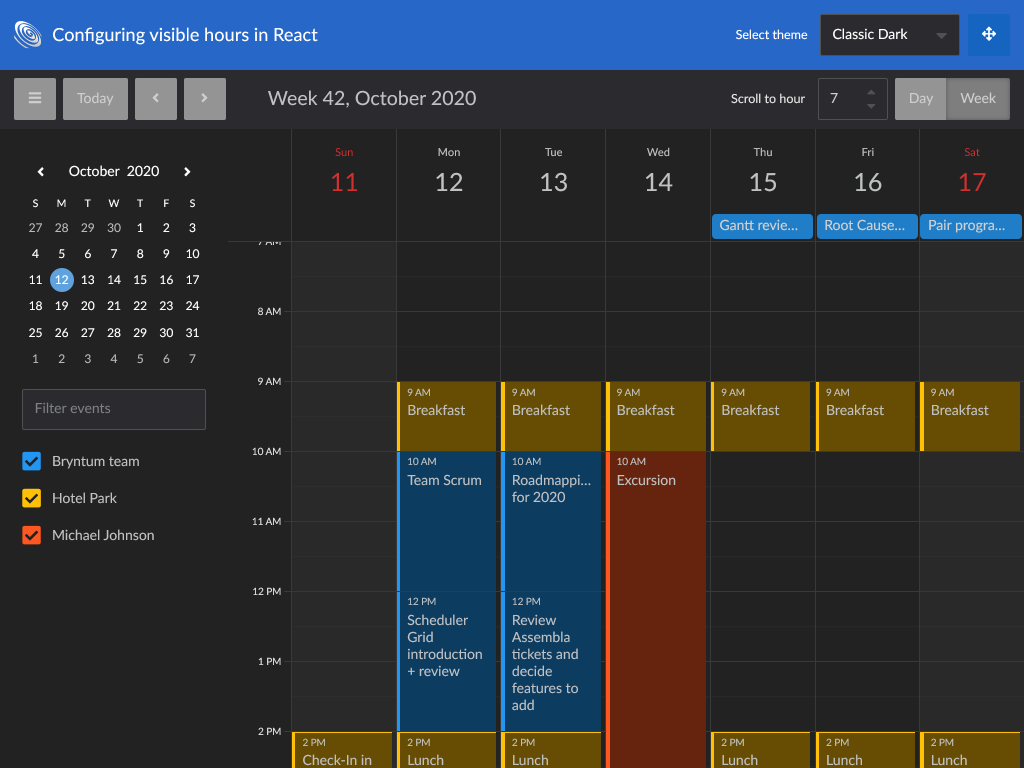 Configuring visible hours in React
Select theme
Classic Dark
Today
Week 42, October 2020
Scroll to hour
7
Day
Week
October 2020
S M T W T F S
27 28 29 30 1 2 3
4 5 6 7 8 9 10
11 12 13 14 15 16 17
18 19 20 21 22 23 24
25 26 27 28 29 30 31
1 2 3 4 5 6 7
Filter events
Bryntum team
Hotel Park
Michael Johnson
Sun Mon Tue Wed Thu Fri Sat
11 12 13 14 15 16 17
Gantt revie... Root Cause... Pair progra...
7 AM
8 AM
9 AM
10 AM
11 AM
12 PM
1 PM
2 PM
2 PM
Check-In in
9 AM
Breakfast
10 AM
Team Scrum
12 PM
Scheduler
Grid
introduction
+ review
2 PM
Lunch
9 AM
Breakfast
10 AM
Roadmappi...
for 2020
12 PM
Review
Assembla
tickets and
decide
features to
add
2 PM
Lunch
9 AM
Breakfast
10 AM
Excursion
9 AM
Breakfast
2 PM
Lunch
9 AM
Breakfast
2 PM
Lunch
9 AM
Breakfast
2 PM
Lunch